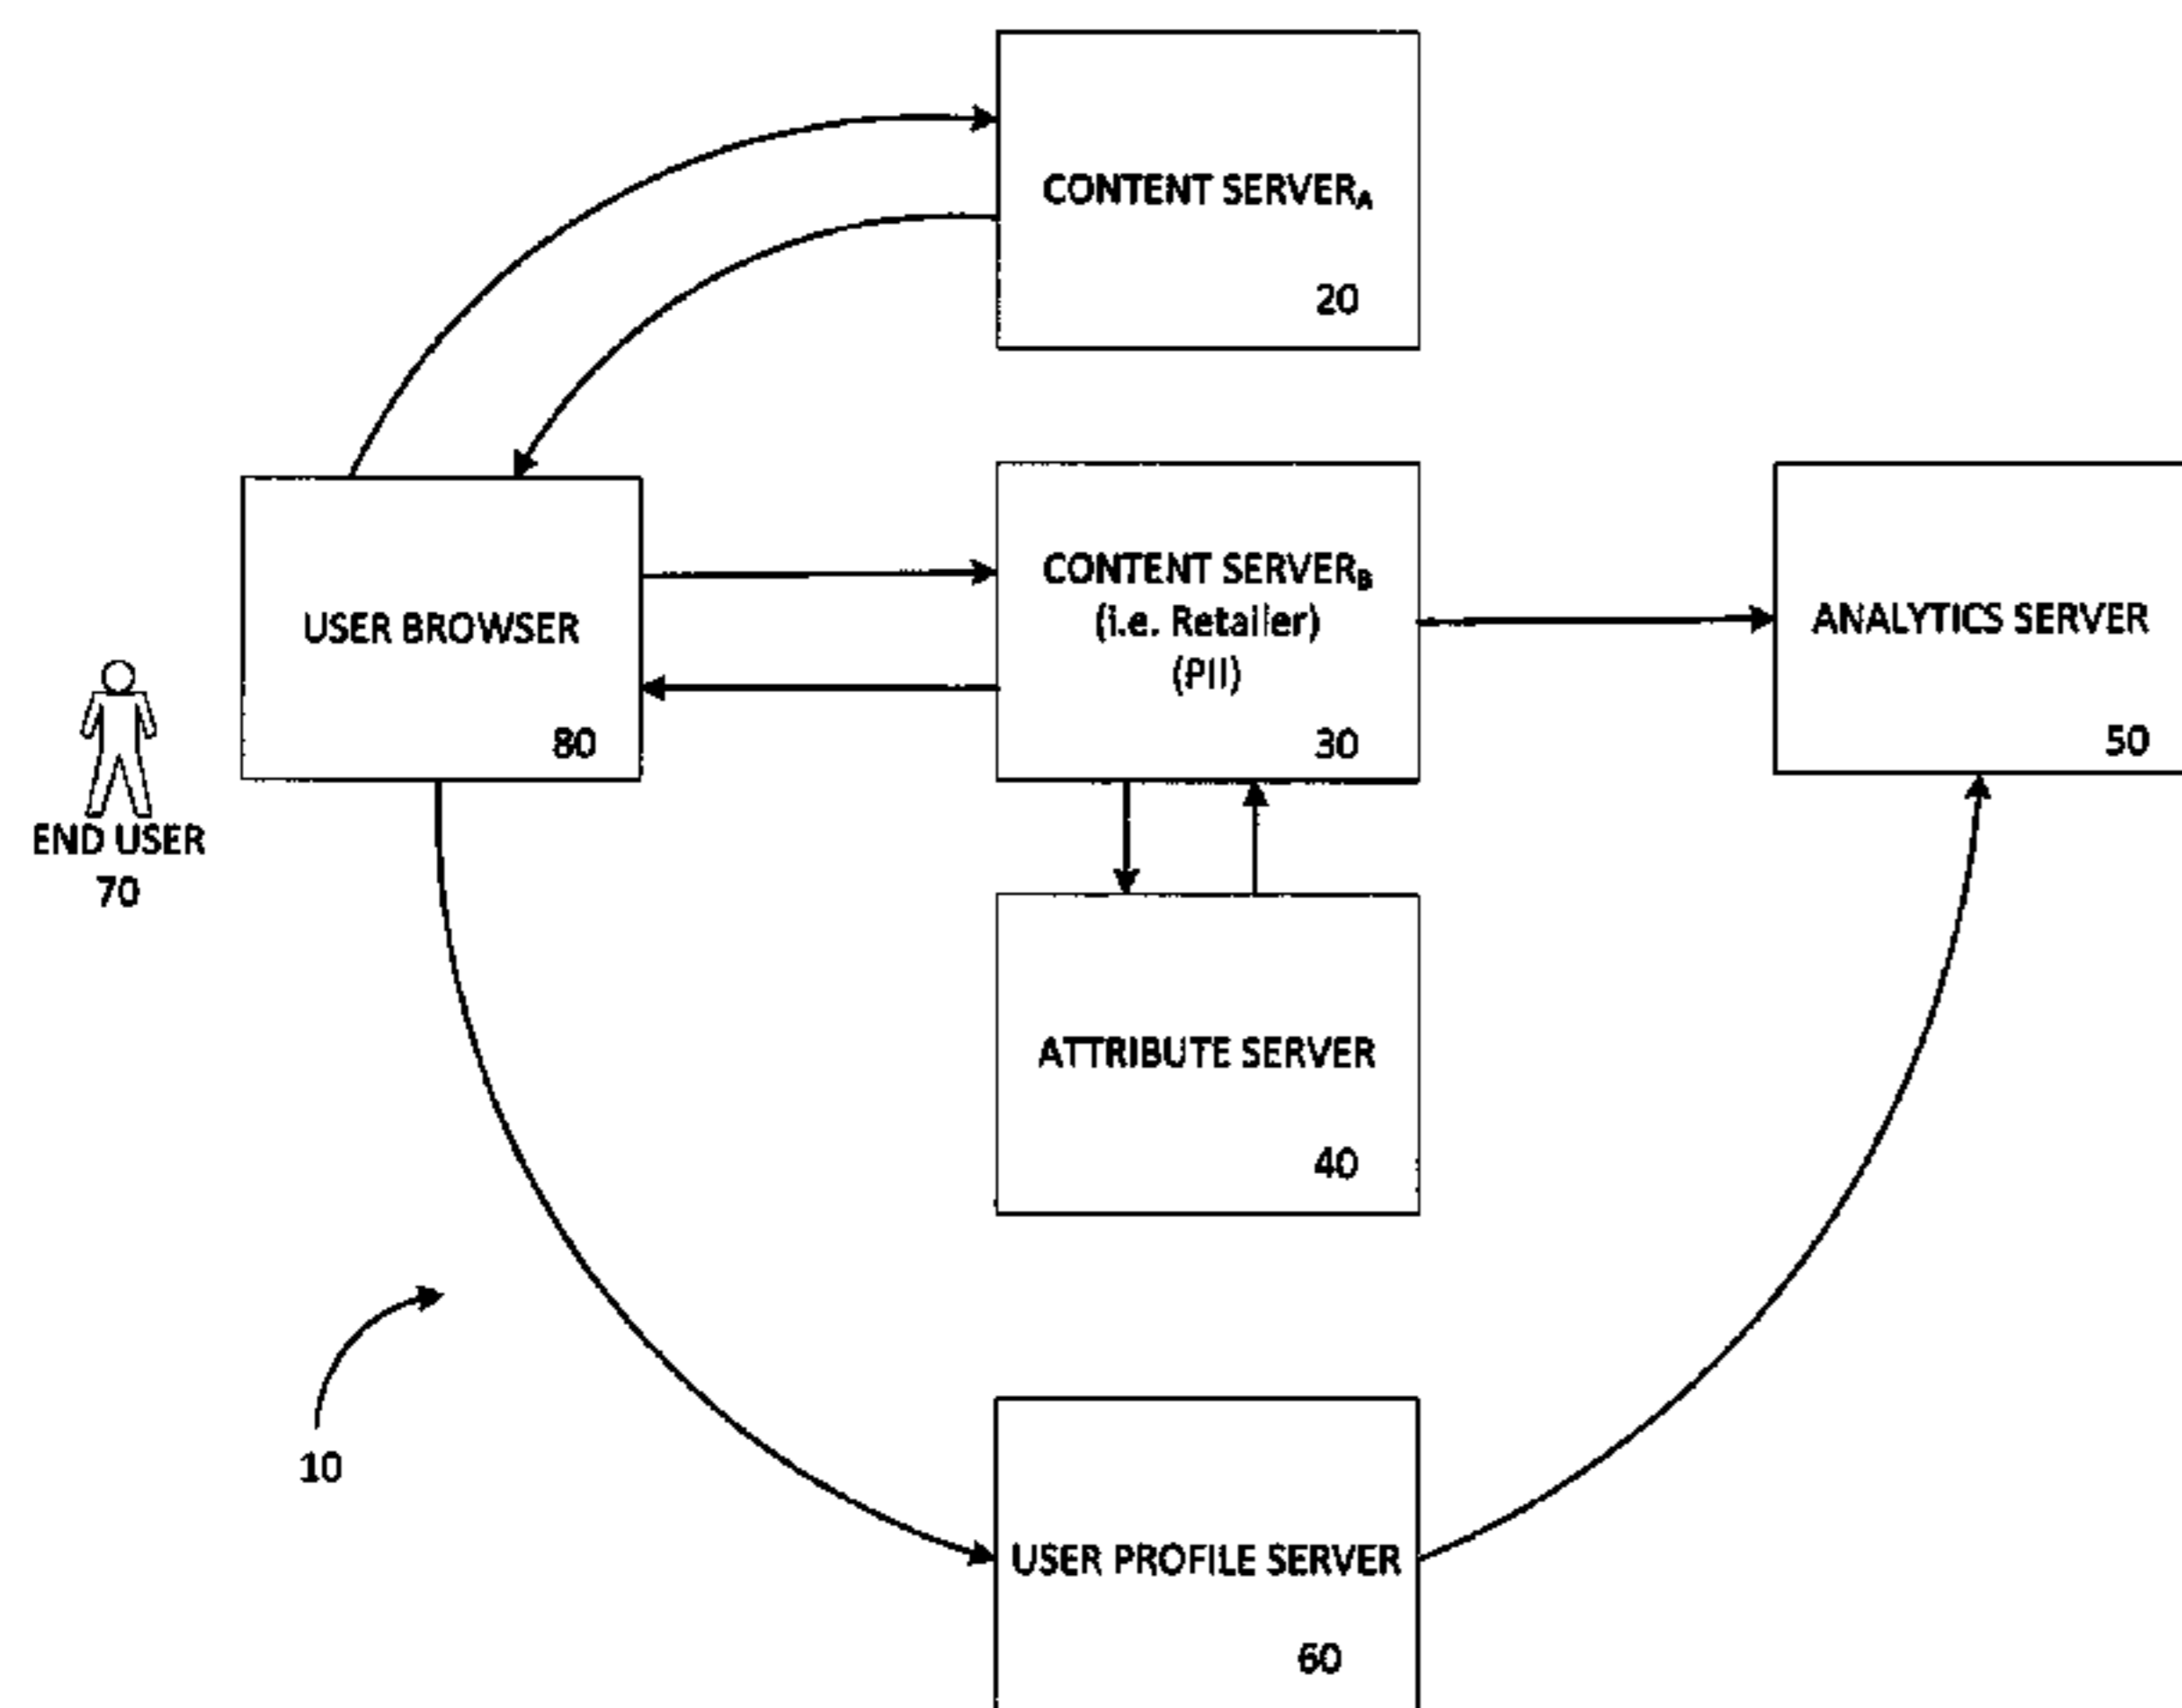 CONTENT SERVERA
20
USER BROWSER
80
CONTENT SERVERB
(i.e. Retailer)
(PII)
30
ANALYTICS SERVER
50
END USER
70
ATTRIBUTE SERVER
40
10
USER PROFILE SERVER
60